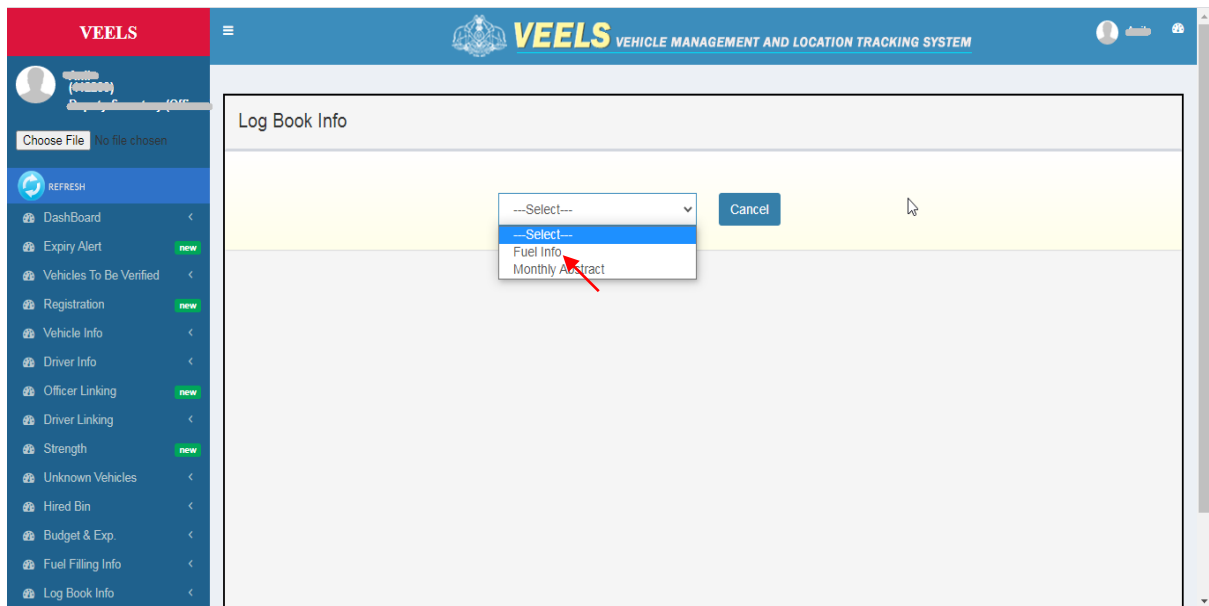 VEELS
VEELS VEHICLE MANAGEMENT AND LOCATION TRACKING SYSTEM
Choose File No file chosen
REFRESH
DashBoard
Expiry Alert new
Vehicles To Be Verified
Registration new
Vehicle Info
Driver Info
Officer Linking new
Driver Linking
Strength new
Unknown Vehicles
Hired Bin
Budget & Exp.
Fuel Filling Info
Log Book Info
Log Book Info
---Select---
Cancel
---Select---
Fuel Info
Monthly Abstract